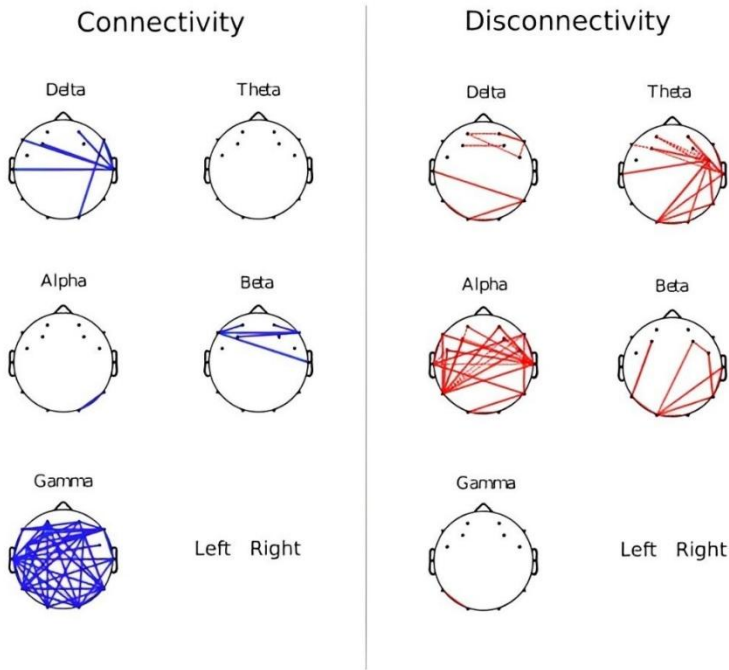 Connectivity
Delta Theta
Alpha Beta
Gamma
Left Right
Disconnectivity
Delta Theta
Alpha Beta
Gamma
Left Right